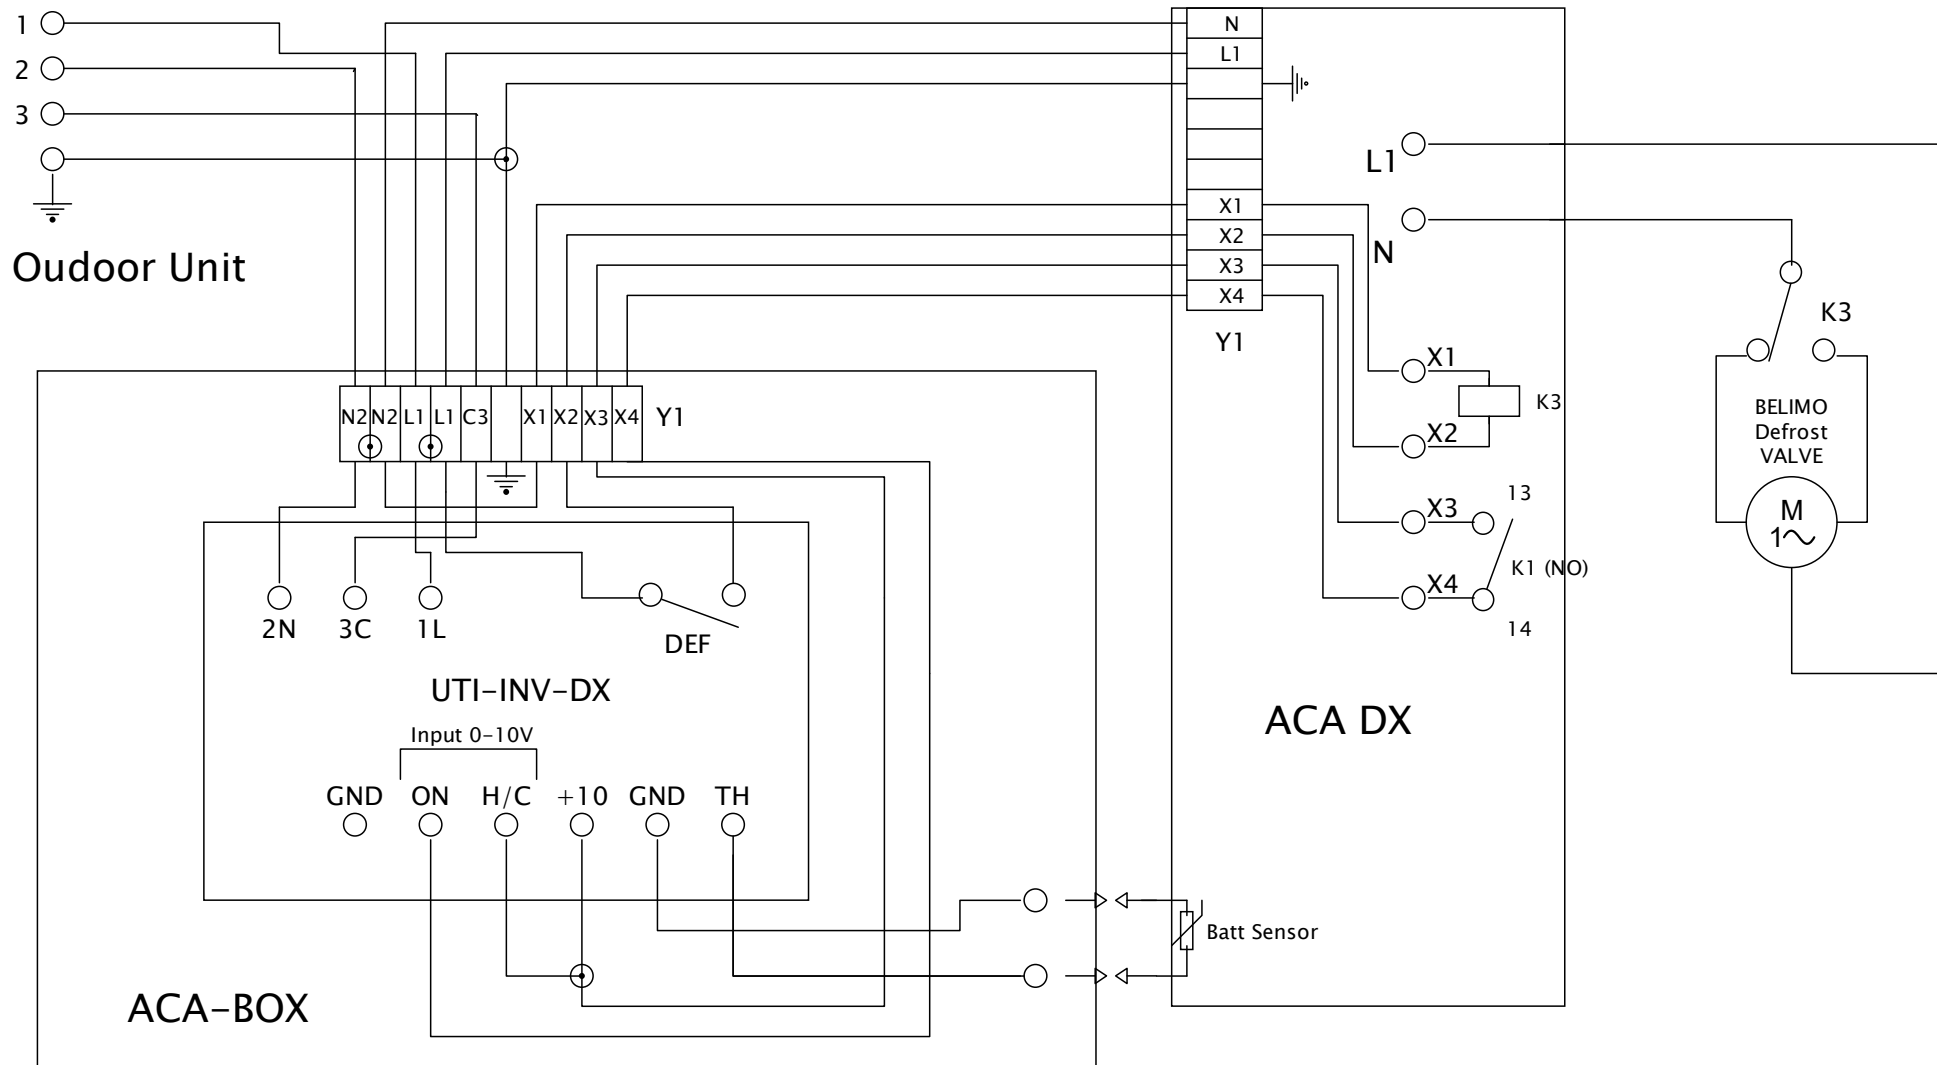 1
2
3
Oudoor Unit
N
L1
X1
X2
X3
X4
Y1
L1
N
K3
BELIMO
Defrost
VALVE
M
1~
X1
K3
X2
X3
13
K1 (NO)
X4
14
ACA DX
N2 N2 L1 L1 C3 X1 X2 X3 X4 Y1
2N 3C 1L
DEF
UTI-INV-DX
Input 0-10V
GND ON H/C +10 GND TH
Batt Sensor
ACA-BOX